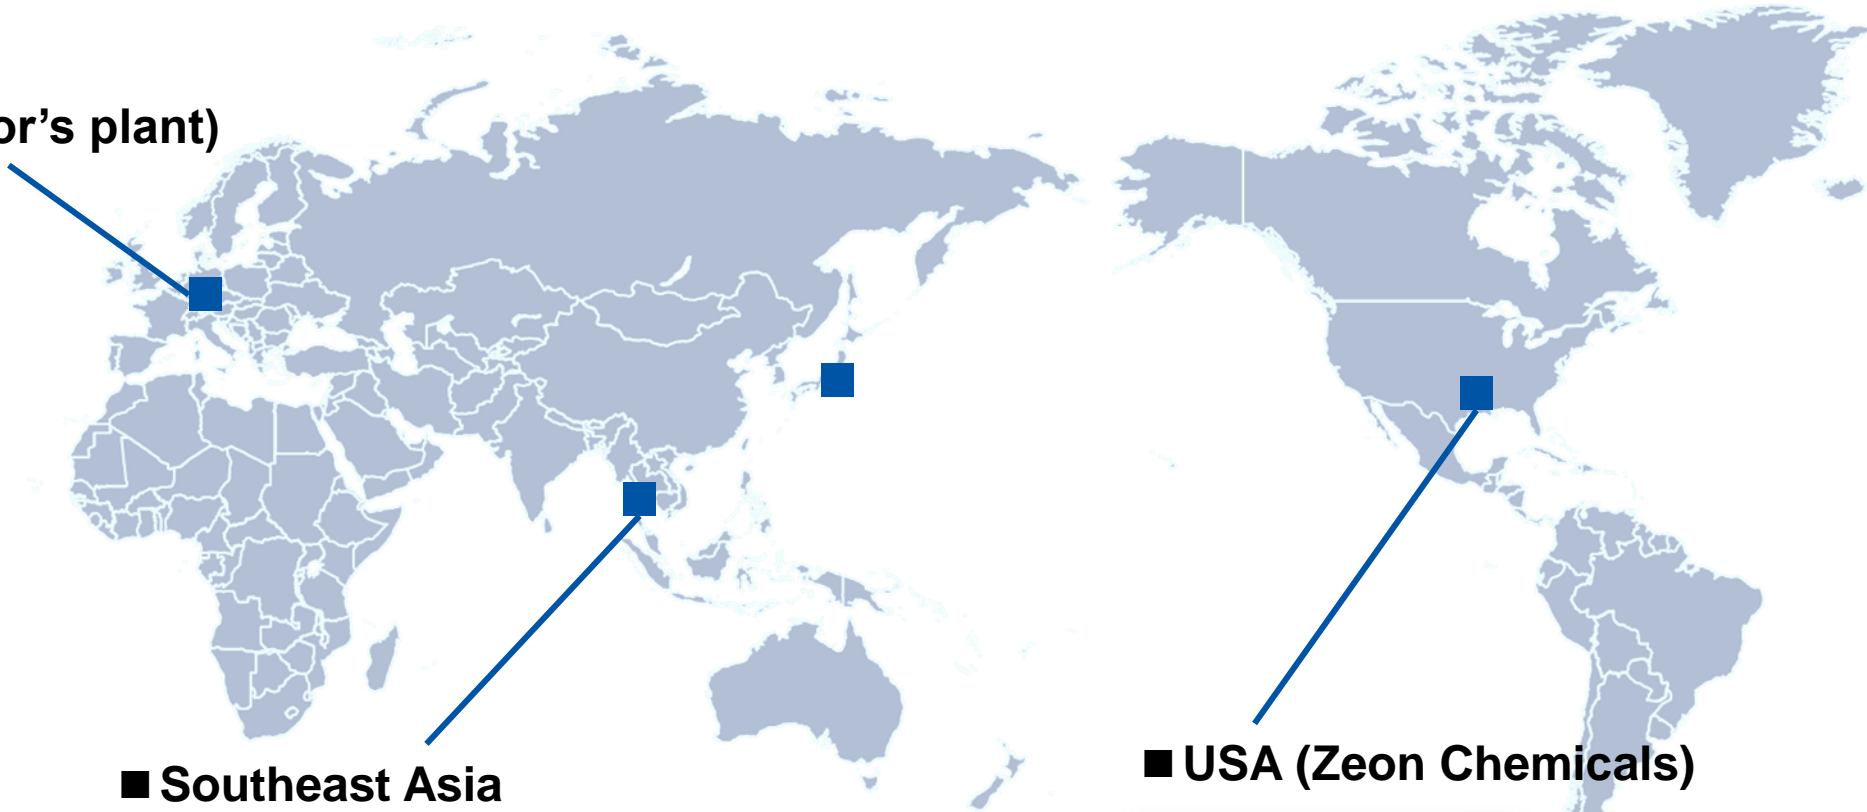 or’s plant)
■ USA (Zeon Chemicals)
■ Southeast Asia